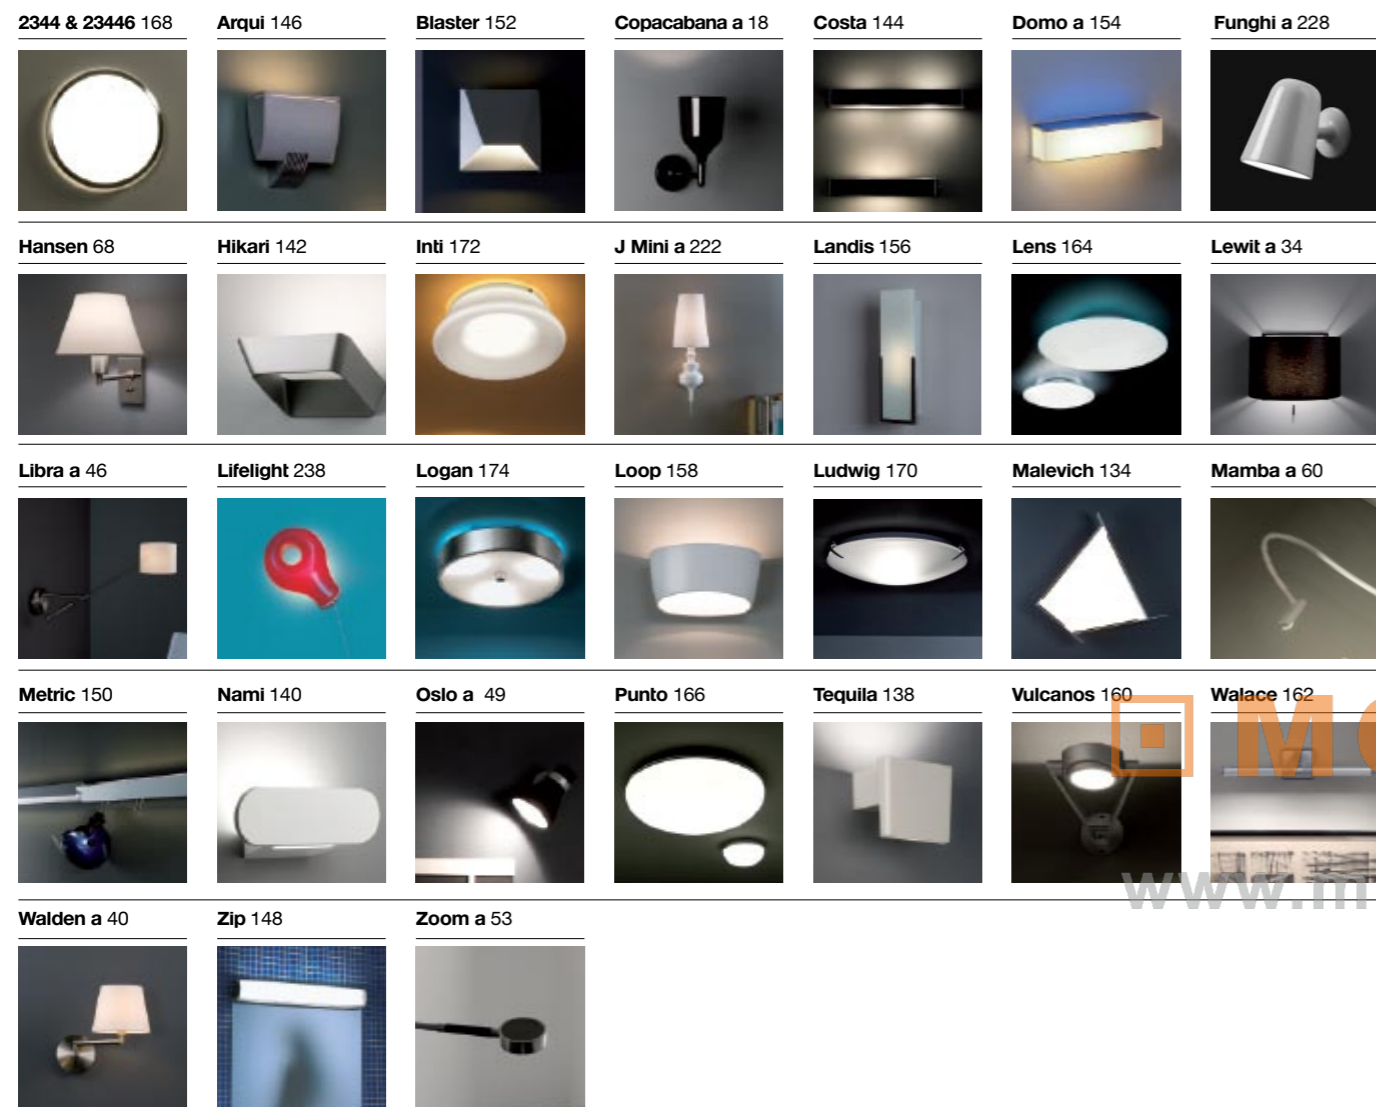 2344 & 23446 168 Arqui 146 Blaster 152 Copacabana a 18 Costa 144 Domo a 154 Funghi a 228
Hansen 68 Hikari 142 Inti 172 J Mini a 222 Landis 156 Lens 164 Lewit a 34
Libra a 46 Lifelight 238 Logan 174 Loop 158 Ludwig 170 Malevich 134 Mamba a 60
Metric 150 Nami 140 Oslo a 49 Punto 166 Tequila 138 Vulcanos 160 Walace 162
www.m
Walden a 40 Zip 148 Zoom a 53